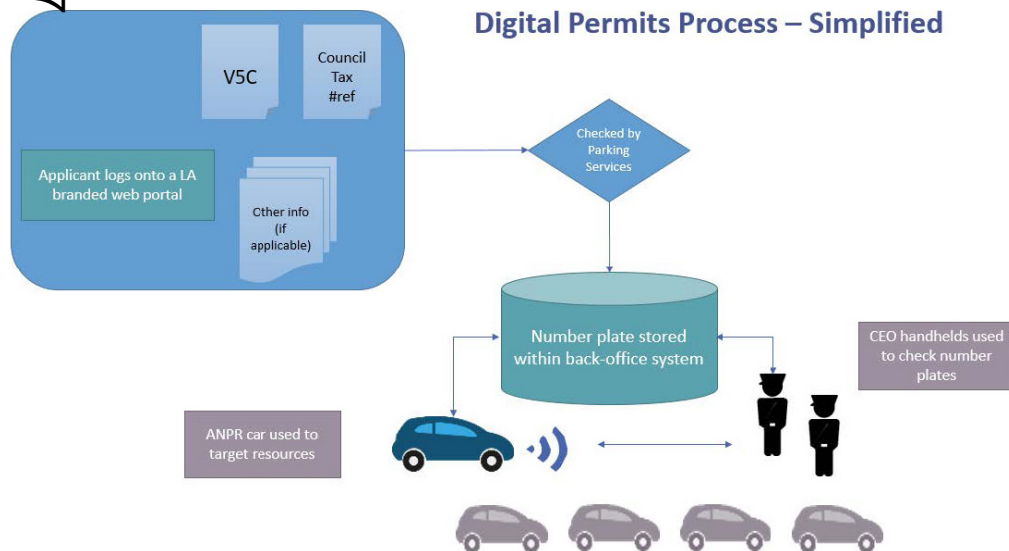 Digital Permits Process – Simplified
V5C
Council
Tax
#ref
Applicant logs onto a LA
branded web portal
Other info
(if
applicable)
Checked by
Parking
Services
Number plate stored
within back-office system
CEO handhelds used
to check number
plates
ANPR car used to
target resources